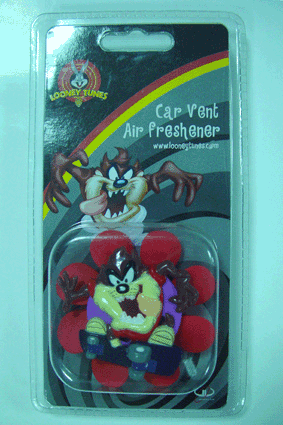 LOONEY TUNES
Car Vent
Air Freshener
www.looneytunes.com